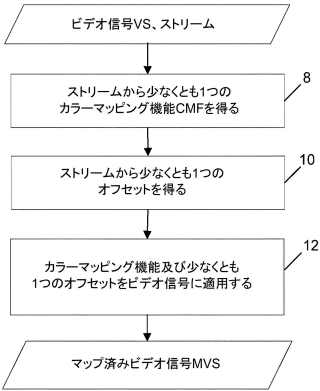 ビデオ信号VS、ストリーム
8
ストリームから少なくとも1つの
カラーマッピング機能CMFを得る
10
ストリームから少なくとも1つの
オフセットを得る
12
カラーマッピング機能及び少なくとも
1つのオフセットをビデオ信号に適用する
マップ済みビデオ信号MVS